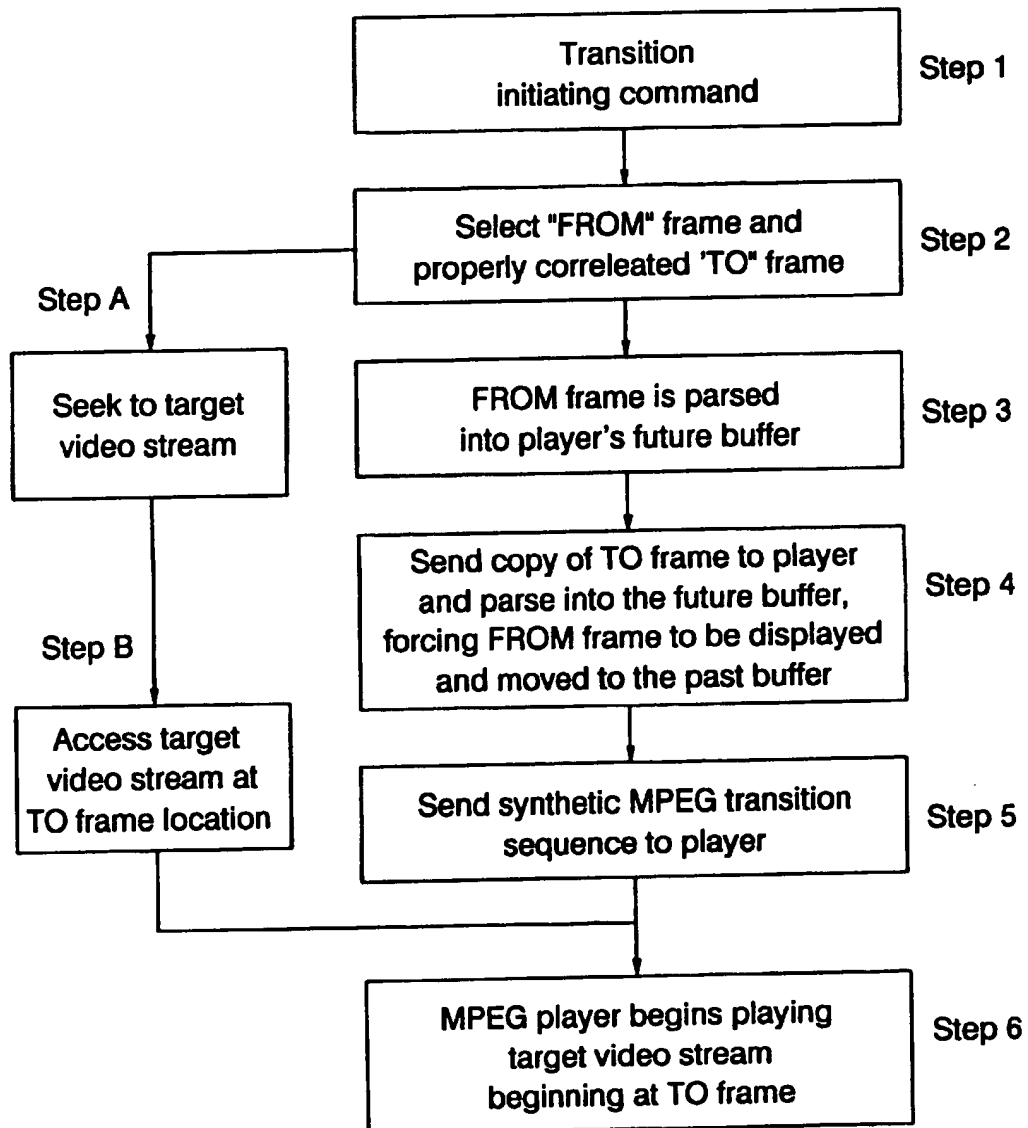 Transition
initiating command
Step 1
Select "FROM" frame and
properly correleated 'TO" frame
Step 2
Step A
Seek to target
video stream
FROM frame is parsed
into player's future buffer
Step 3
Send copy of TO frame to player
and parse into the future buffer,
forcing FROM frame to be displayed
and moved to the past buffer
Step 4
Step B
Access target
video stream at
TO frame location
Send synthetic MPEG transition
sequence to player
Step 5
MPEG player begins playing
target video stream
beginning at TO frame
Step 6